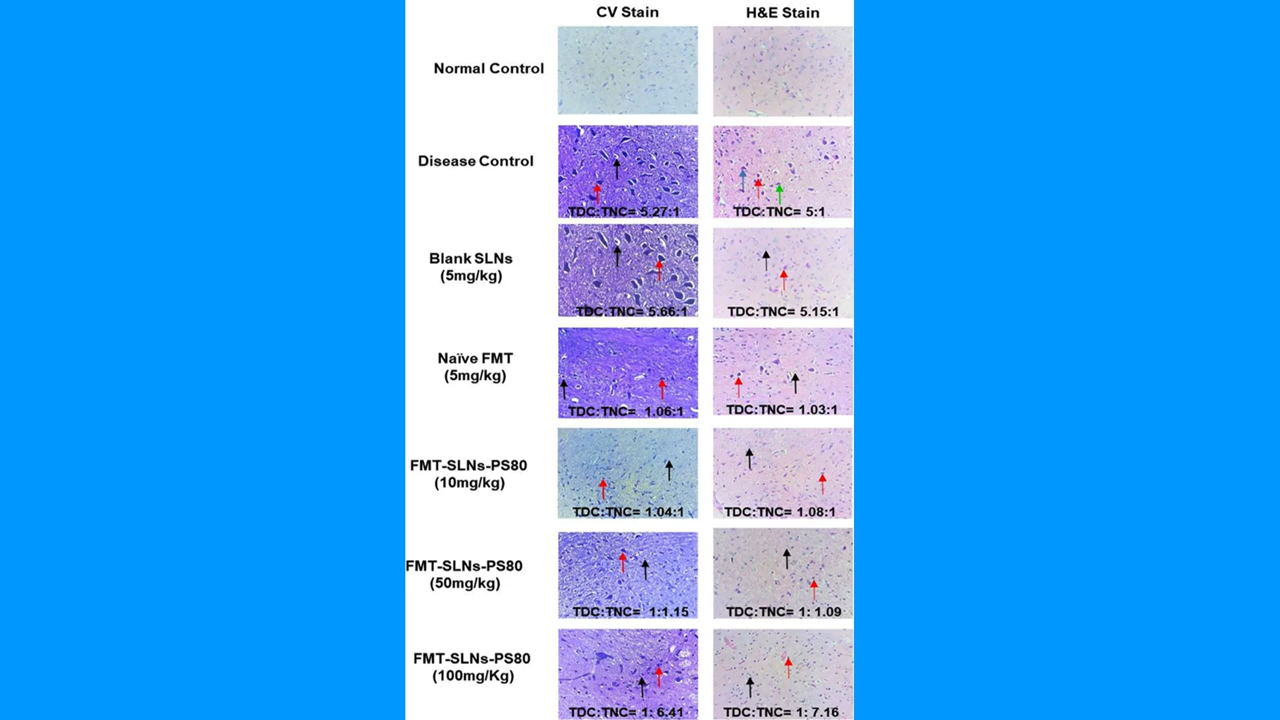 CV Stain
H&E Stain
Normal Control
Disease Control
TDC:TNC= 5.27:1
TDC:TNC= 5:1
Blank SLNs
(5mg/kg)
TDC:TNC= 5.66:1
TDC:TNC= 5.15:1
Naïve FMT
(5mg/kg)
TDC:TNC= 1.06:1
TDC:TNC= 1.03:1
FMT-SLNs-PS80
(10mg/kg)
TDC:TNC= 1.04:1
TDC:TNC= 1.08:1
FMT-SLNs-PS80
(50mg/kg)
TDC:TNC= 1:1.15
TDC:TNC= 1: 1.09
FMT-SLNs-PS80
(100mg/Kg)
TDC:TNC= 1: 6.41
TDC:TNC= 1: 7.16